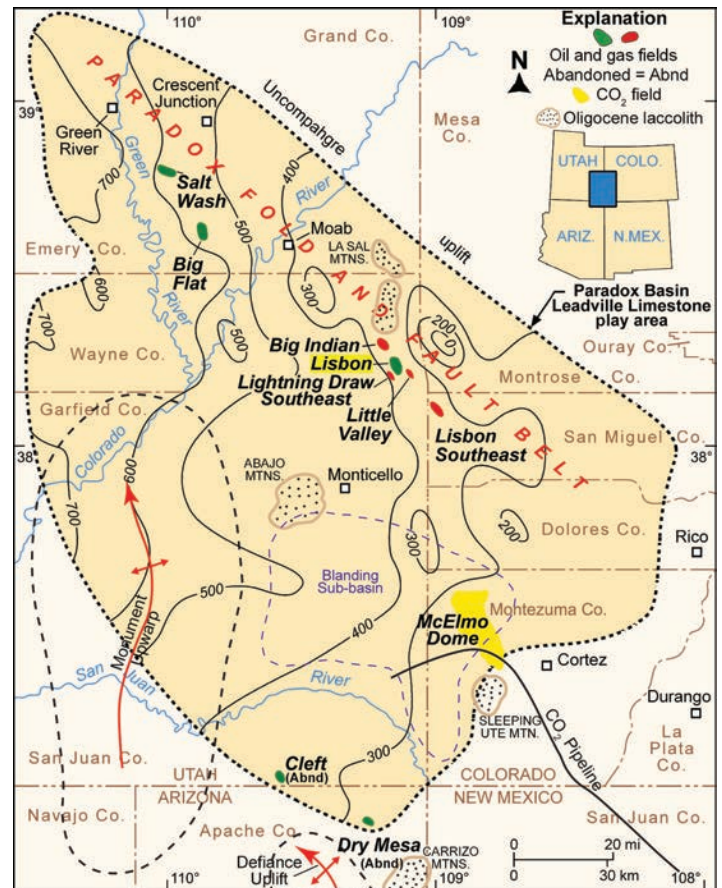 110°
109°
Explanation
Oil and gas fields
Abandoned = Abnd
CO2 field
Oligocene laccolith
N
Grand Co.
39°
Green
River
Crescent
Junction
PARADOX FOLD AND FAULT BELT
Uncompahgre
uplift
Mesa
Co.
UTAH
COLO.
ARIZ.
N.MEX.
700
500
400
Green
River
River
Salt
Wash
Moab
LA SAL
MTNS.
Emery Co.
Big
Flat
600
300
200
Paradox Basin
Leadville Limestone
play area
700
500
Wayne Co.
Big Indian
Lisbon
Lightning Draw
Southeast
Little
Valley
Ouray Co.
Montrose Co.
Garfield Co.
Lisbon
Southeast
San Miguel Co.
38°
38°
Colorado
600
700
ABAJO
MTNS.
Monticello
300
200
Dolores Co.
Rico
500
Blanding
Sub-basin
400
McElmo
Dome
Montezuma Co.
Cortez
Monument
Upwarp
San Juan
River
CO2 Pipeline
SLEEPING
UTE MTN.
Durango
La
Plata
Co.
San Juan Co.
UTAH
ARIZONA
Cleft
(Abnd)
300
COLORADO
NEW MEXICO
Navajo Co.
Apache Co.
San Juan Co.
Dry Mesa
(Abnd)
CARRIZO
MTNS.
Defiance
Uplift
0
20 mi
0
30 km
110°
109°
108°